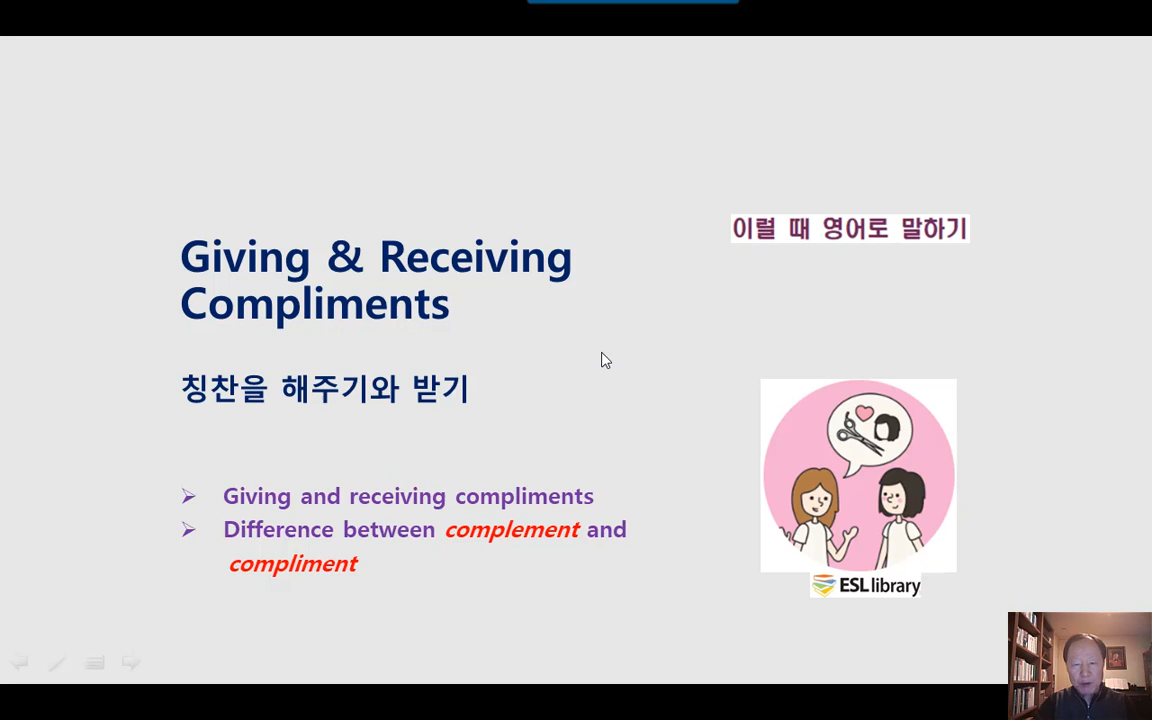 이럴 때 영어로 말하기
Giving & Receiving
Compliments
칭찬을 해주기와 받기
Giving and receiving compliments
Difference between complement and
compliment
ESL library